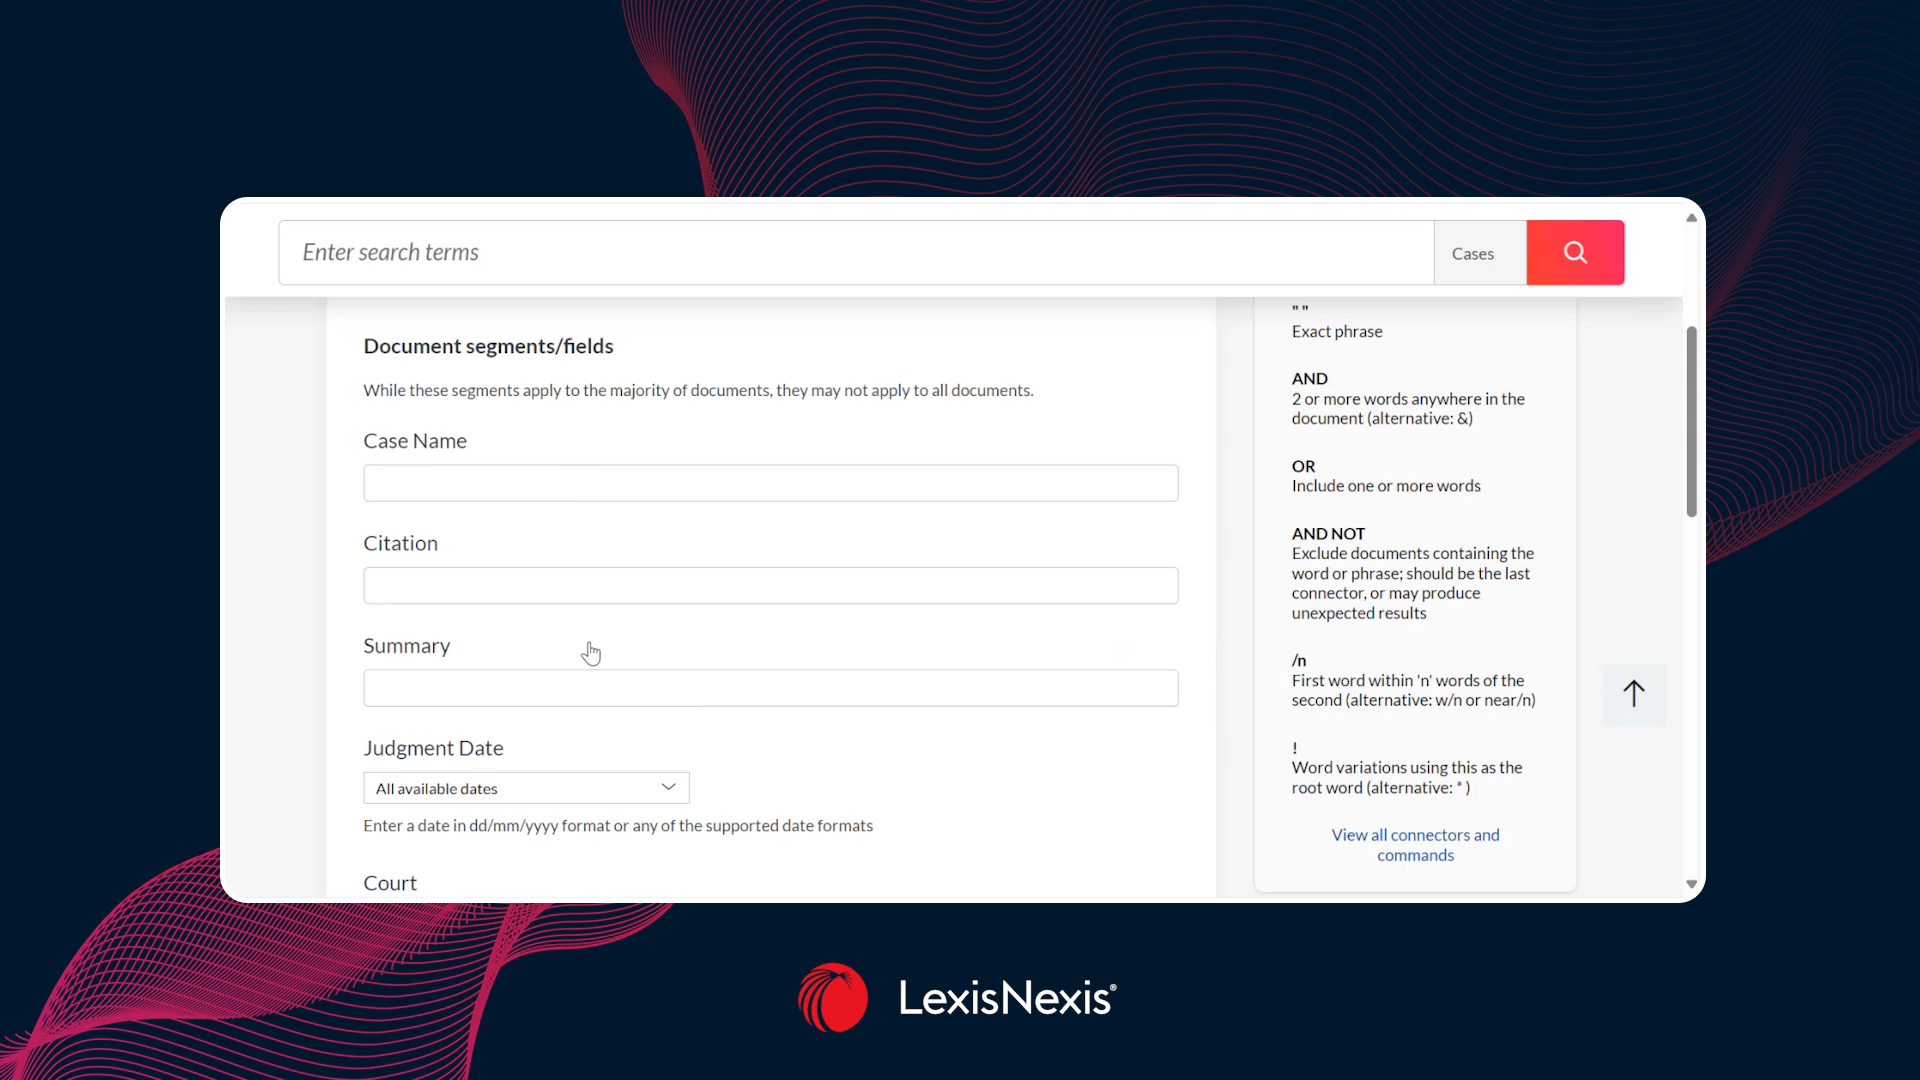 Enter search terms
Cases
Document segments/fields
While these segments apply to the majority of documents, they may not apply to all documents.
Case Name
Citation
Summary
Judgment Date
All available dates
Enter a date in dd/mm/yyyy format or any of the supported date formats
Court
" "
Exact phrase
AND
2 or more words anywhere in the
document (alternative: &)
OR
Include one or more words
AND NOT
Exclude documents containing the
word or phrase; should be the last
connector, or may produce
unexpected results
/n
First word within 'n' words of the
second (alternative: w/n or near/n)
!
Word variations using this as the
root word (alternative: * )
View all connectors and
commands
LexisNexis®